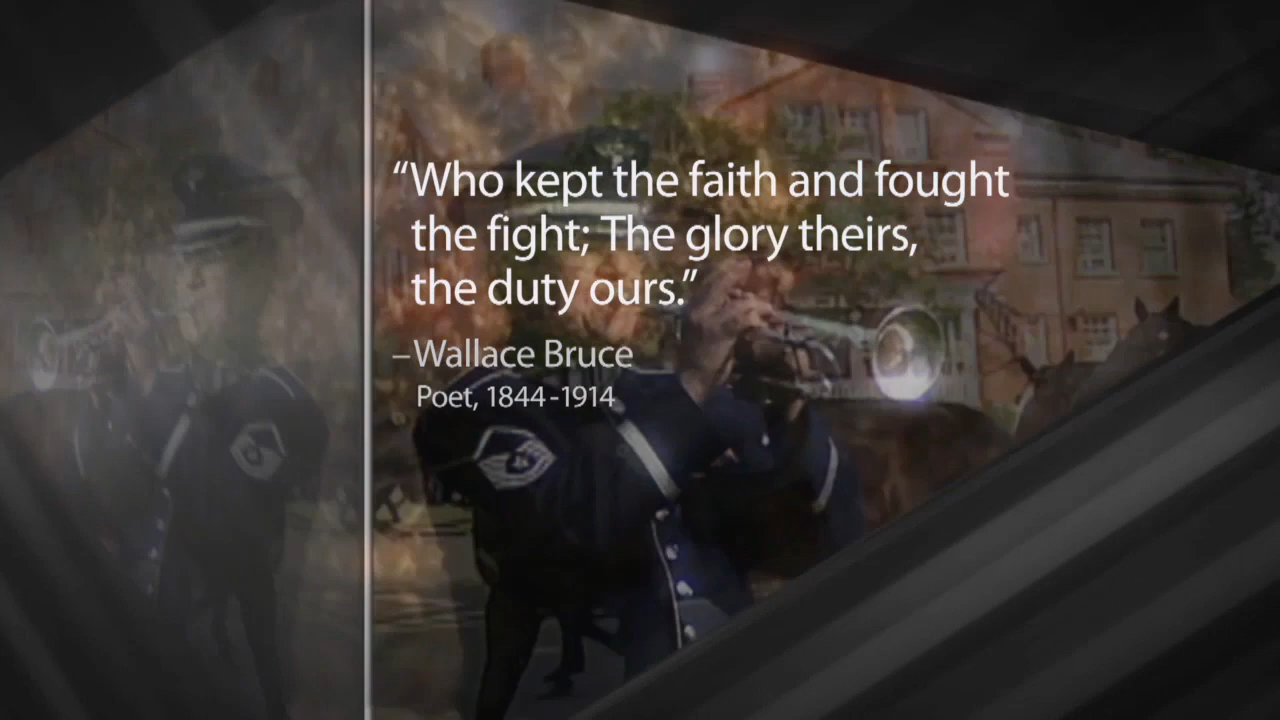 “Who kept the faith and fought
the fight; The glory theirs,
the duty ours.”
–Wallace Bruce
Poet, 1844-1914